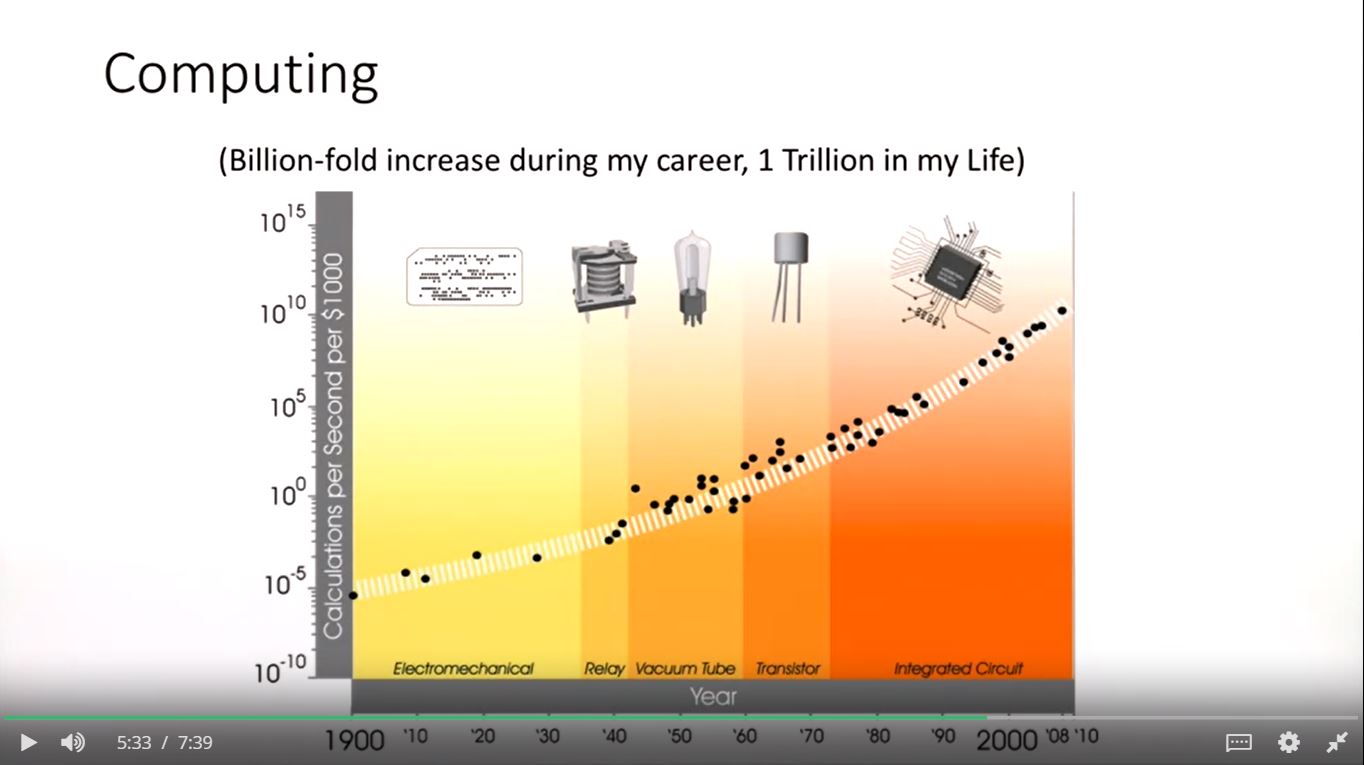 Computing
(Billion-fold increase during my career, 1 Trillion in my Life)
Calculations per Second per $1000
10^15
10^10
10^5
10^0
10^-5
10^-10
Electromechanical Relay Vacuum Tube Transistor Integrated Circuit
Year
1900 '10 '20 '30 '40 '50 '60 '70 '80 '90 2000 '08 '10
5:33 / 7:39